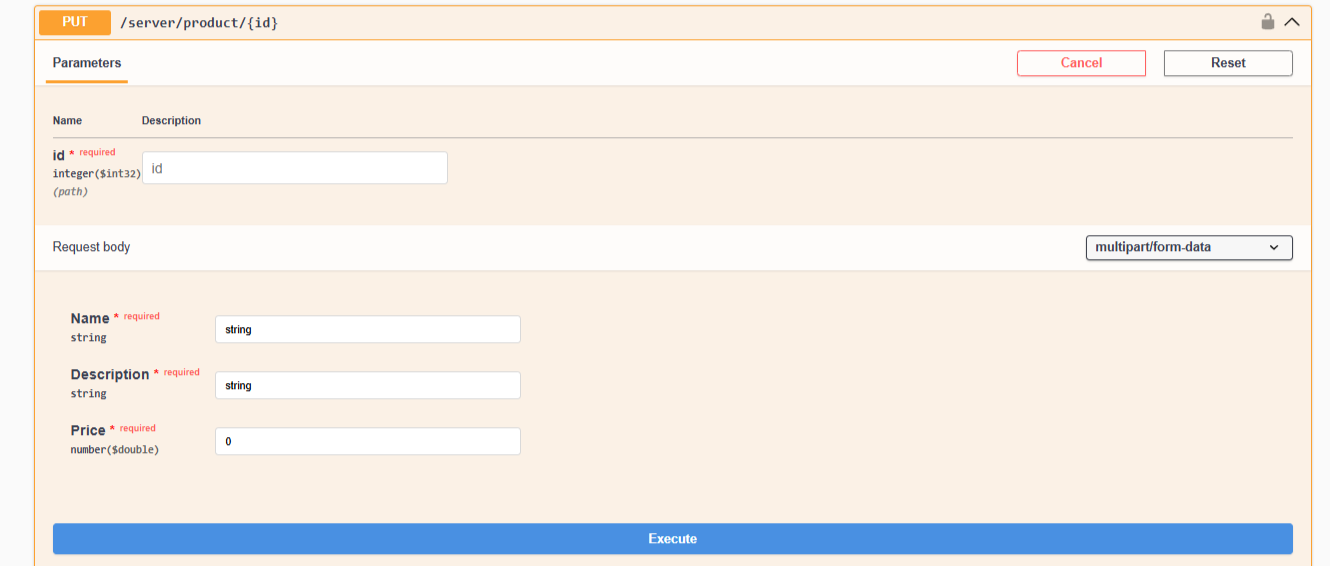 PUT /server/product/{id}
Parameters Cancel Reset
Name Description
id * required
integer($int32) id
(path)
Request body multipart/form-data
Name * required
string string
Description * required
string string
Price * required
number($double) 0
Execute